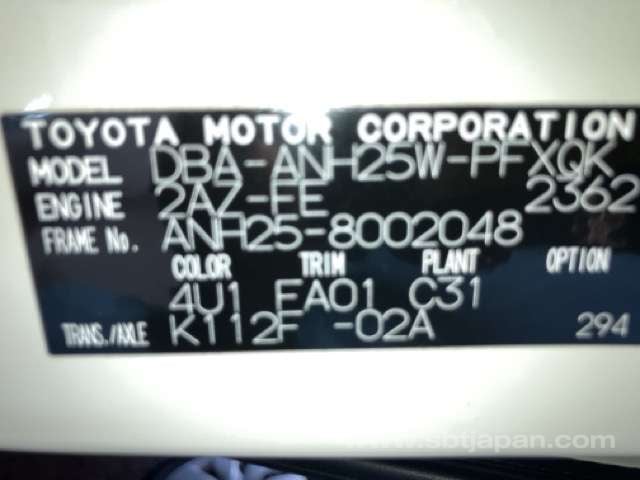 TOYOTA MOTOR CORPORATION
MODEL DBA-ANH25W-PFXQK
ENGINE 2AZ-FE 2362
FRAME No. ANH25-8002048
COLOR TRIM PLANT OPTION
4U1 FA01 C31
TRANS./AXLE K112F -02A 294
www.sbtjapan.com